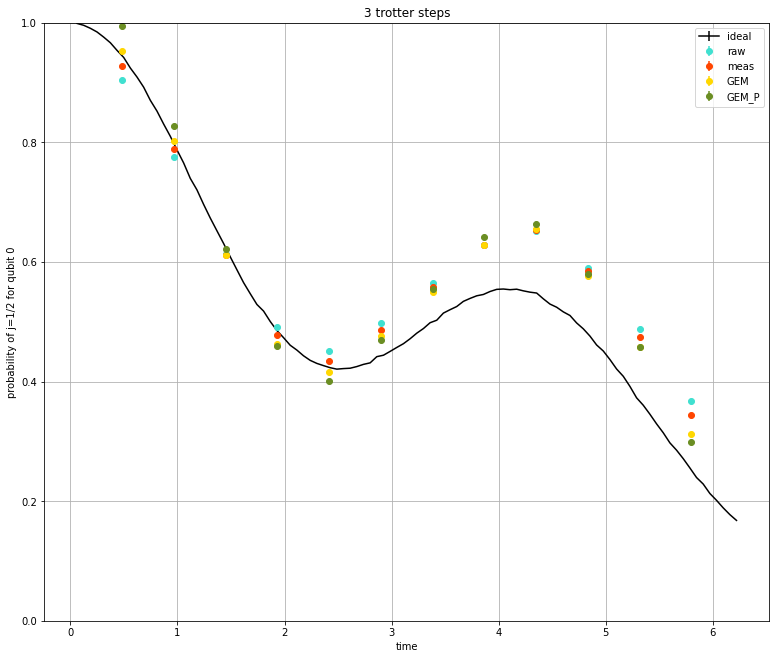 3 trotter steps
1.0
0.8
0.6
0.4
0.2
0.0
probability of j=1/2 for qubit 0
ideal
raw
meas
GEM
GEM_P
0 1 2 3 4 5 6
time